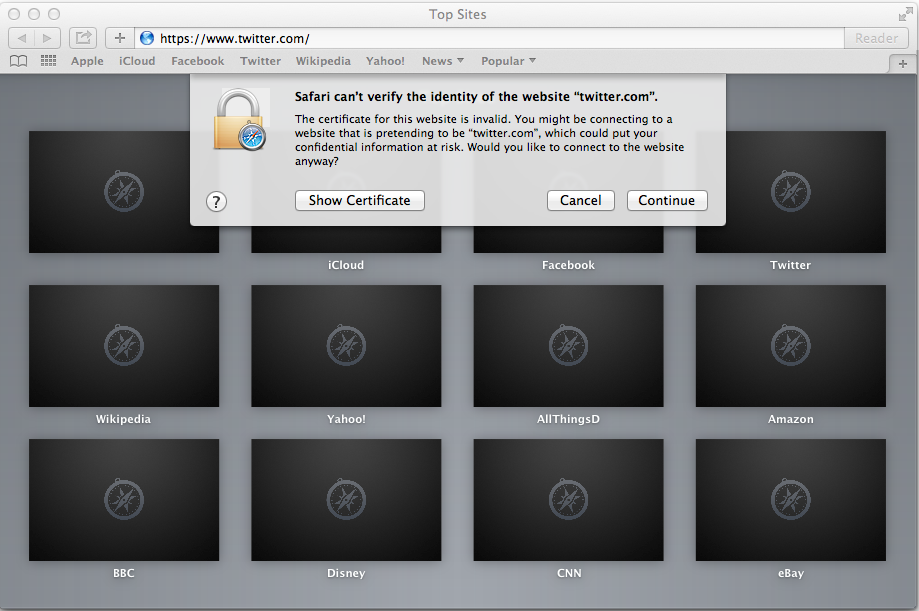 Top Sites
+ https://www.twitter.com/ Reader
Apple iCloud Facebook Twitter Wikipedia Yahoo! News Popular +
Safari can't verify the identity of the website “twitter.com”.
The certificate for this website is invalid. You might be connecting to a
website that is pretending to be “twitter.com”, which could put your
confidential information at risk. Would you like to connect to the website
anyway?
? Show Certificate Cancel Continue
iCloud Facebook Twitter
Wikipedia Yahoo! AllThingsD Amazon
BBC Disney CNN eBay